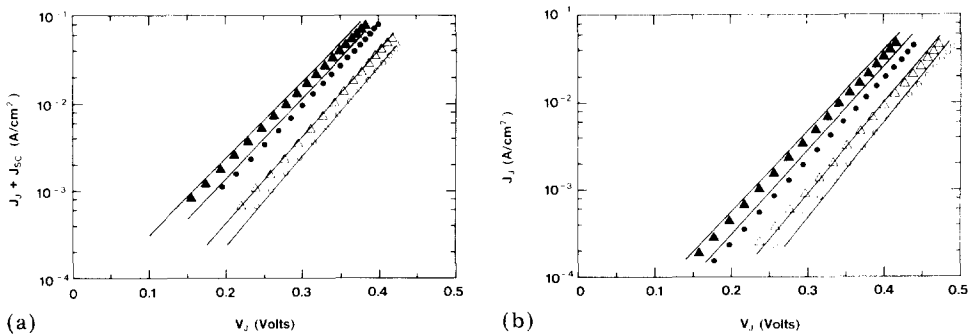 10⁻¹
10⁻²
10⁻³
10⁻⁴
J_J + J_SC (A/cm²)
0 0.1 0.2 0.3 0.4 0.5
V_J (Volts)
(a)
10⁻¹
10⁻²
10⁻³
10⁻⁴
J_J (A/cm²)
0 0.1 0.2 0.3 0.4 0.5
V_J (Volts)
(b)